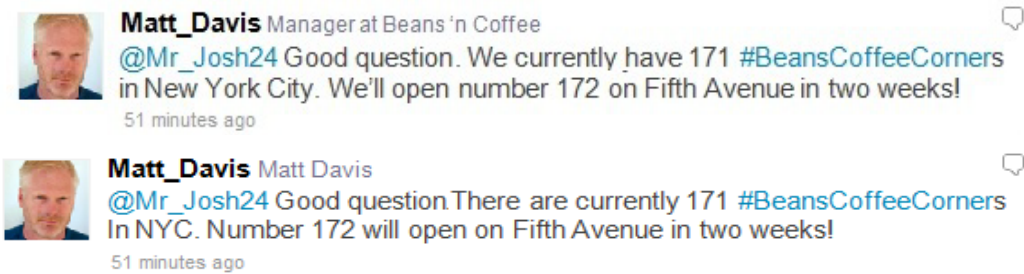 Matt_Davis Manager at Beans 'n Coffee
@Mr_Josh24 Good question. We currently have 171 #BeansCoffeeCorners
in New York City. We'll open number 172 on Fifth Avenue in two weeks!
51 minutes ago
Matt_Davis Matt Davis
@Mr_Josh24 Good question.There are currently 171 #BeansCoffeeCorners
In NYC. Number 172 will open on Fifth Avenue in two weeks!
51 minutes ago